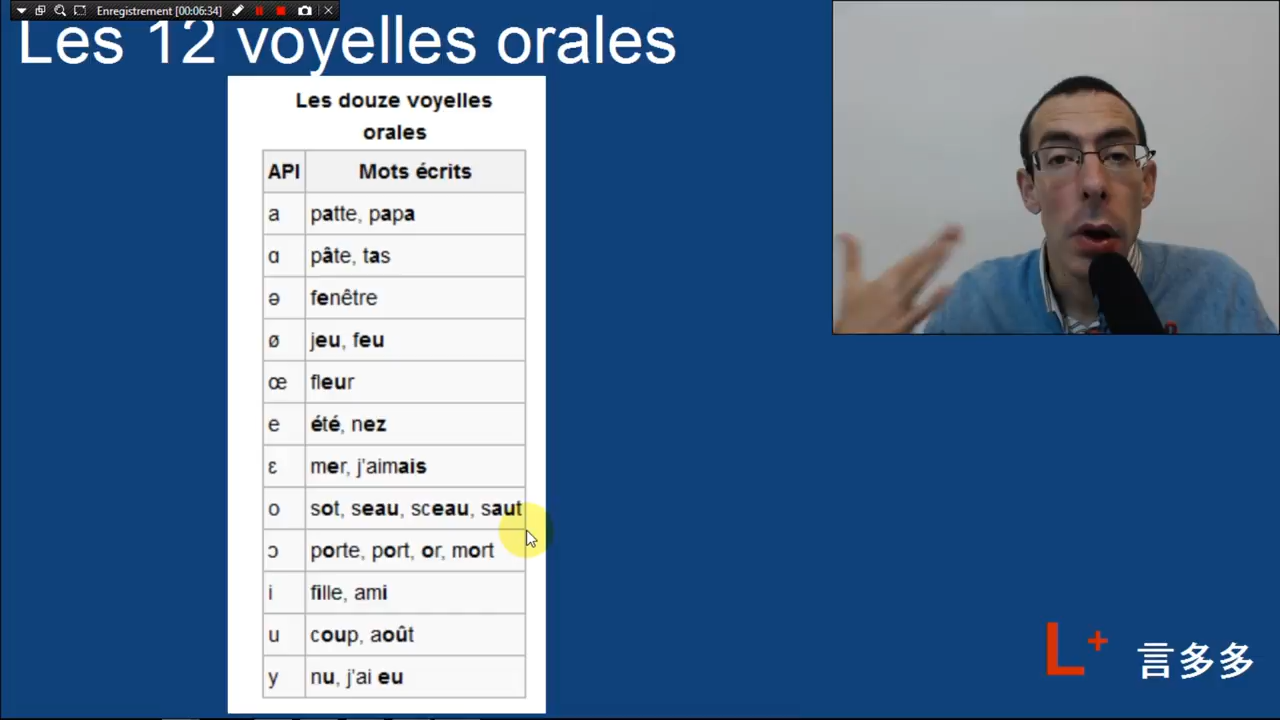 Enregistrement [00:06:34]
Les 12 voyelles orales
Les douze voyelles
orales
API Mots écrits
a patte, papa
ɑ pâte, tas
ə fenêtre
ø jeu, feu
œ fleur
e été, nez
ɛ mer, j'aimais
o sot, seau, sceau, saut
ɔ porte, port, or, mort
i fille, ami
u coup, août
y nu, j'ai eu
L+ 言多多